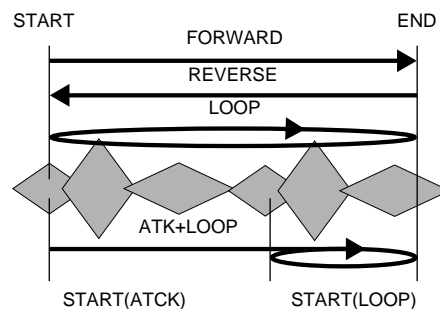 START END
FORWARD
REVERSE
LOOP
ATK+LOOP
START(ATCK) START(LOOP)